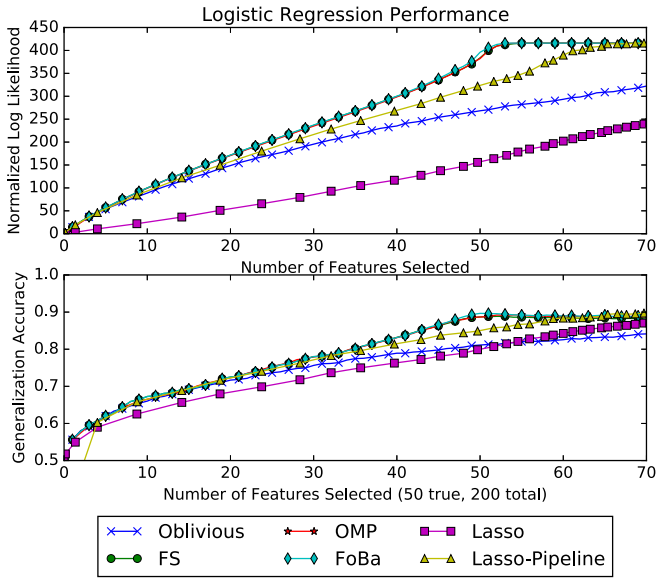 Logistic Regression Performance
Normalized Log Likelihood
450
400
350
300
250
200
150
100
50
0
0 10 20 30 40 50 60 70
Number of Features Selected
Generalization Accuracy
1.0
0.9
0.8
0.7
0.6
0.5
0 10 20 30 40 50 60 70
Number of Features Selected (50 true, 200 total)
Oblivious OMP Lasso
FS FoBa Lasso-Pipeline